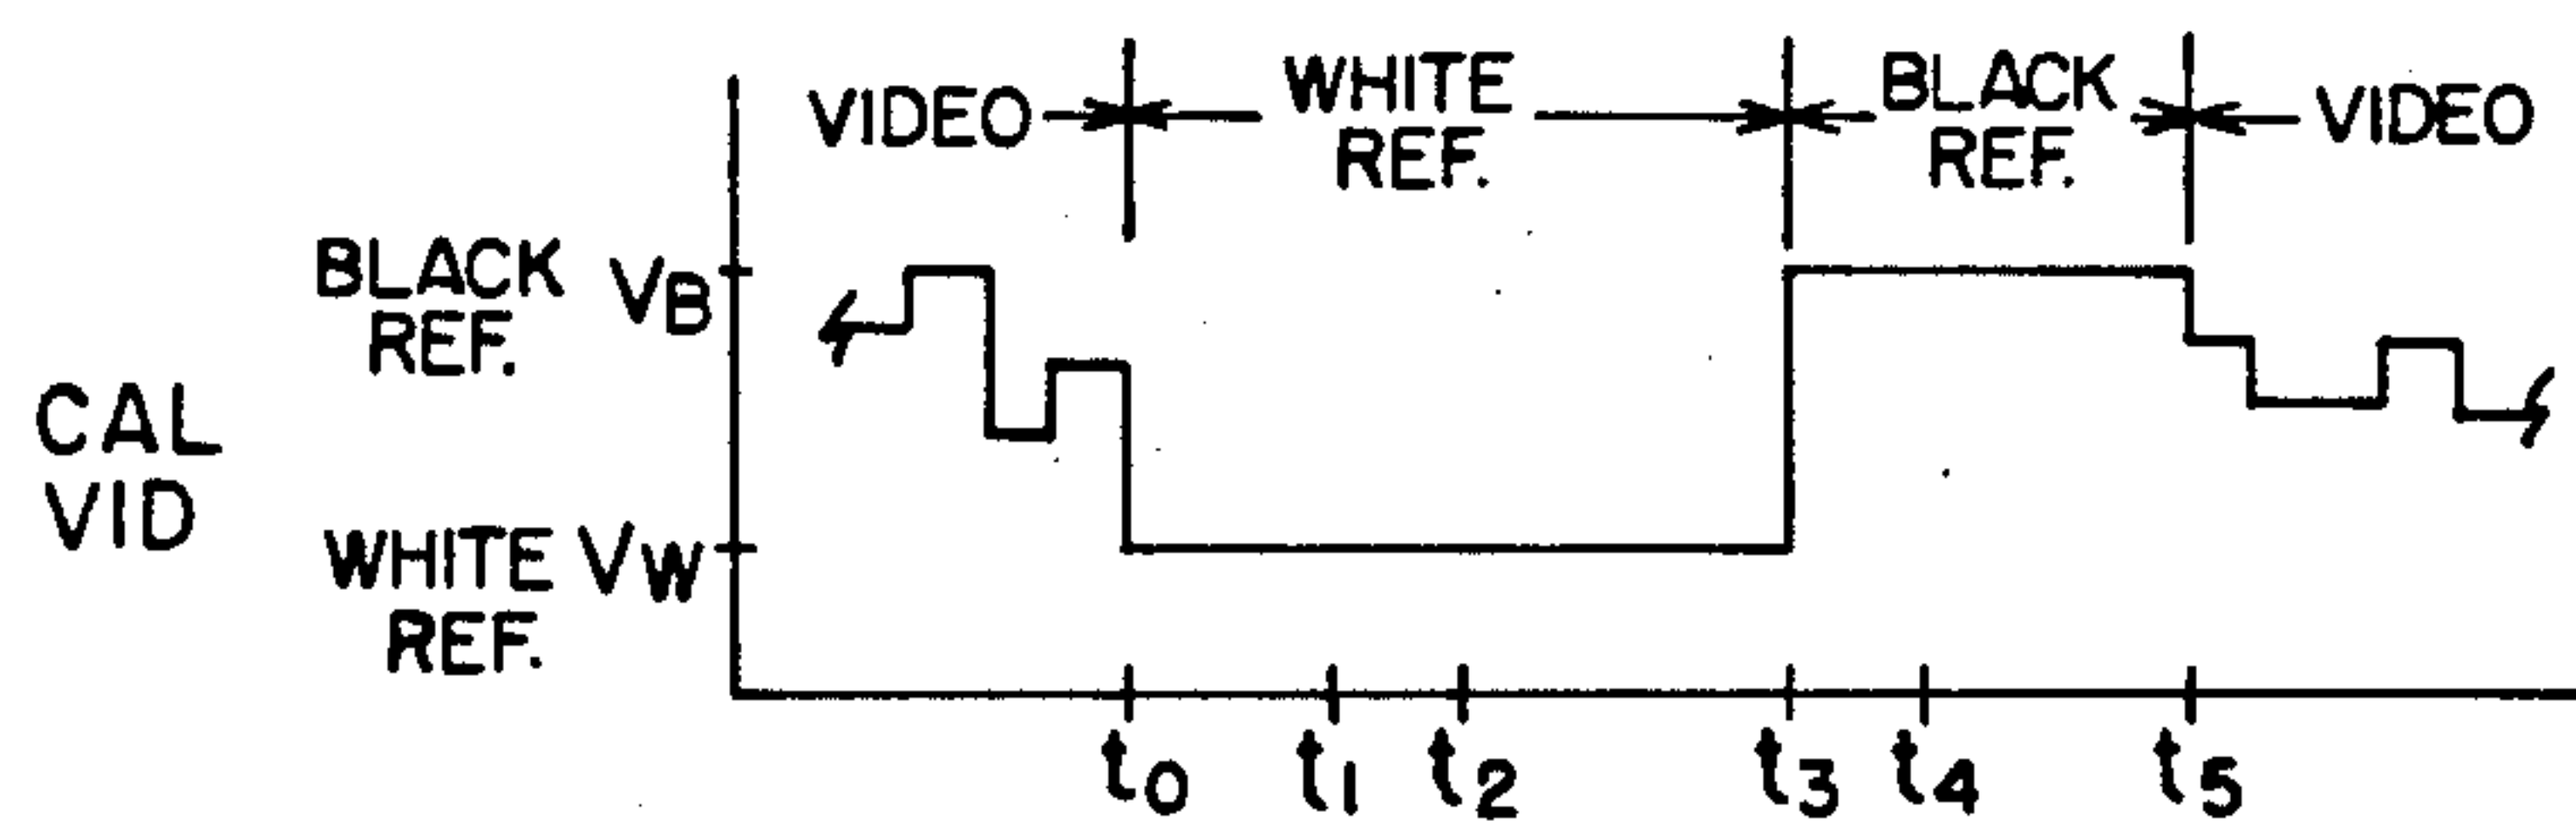 VIDEO
WHITE
REF.
BLACK
REF.
VIDEO
BLACK
REF.
VB
CAL
VID
WHITE
REF.
VW
t0 t1 t2 t3 t4 t5